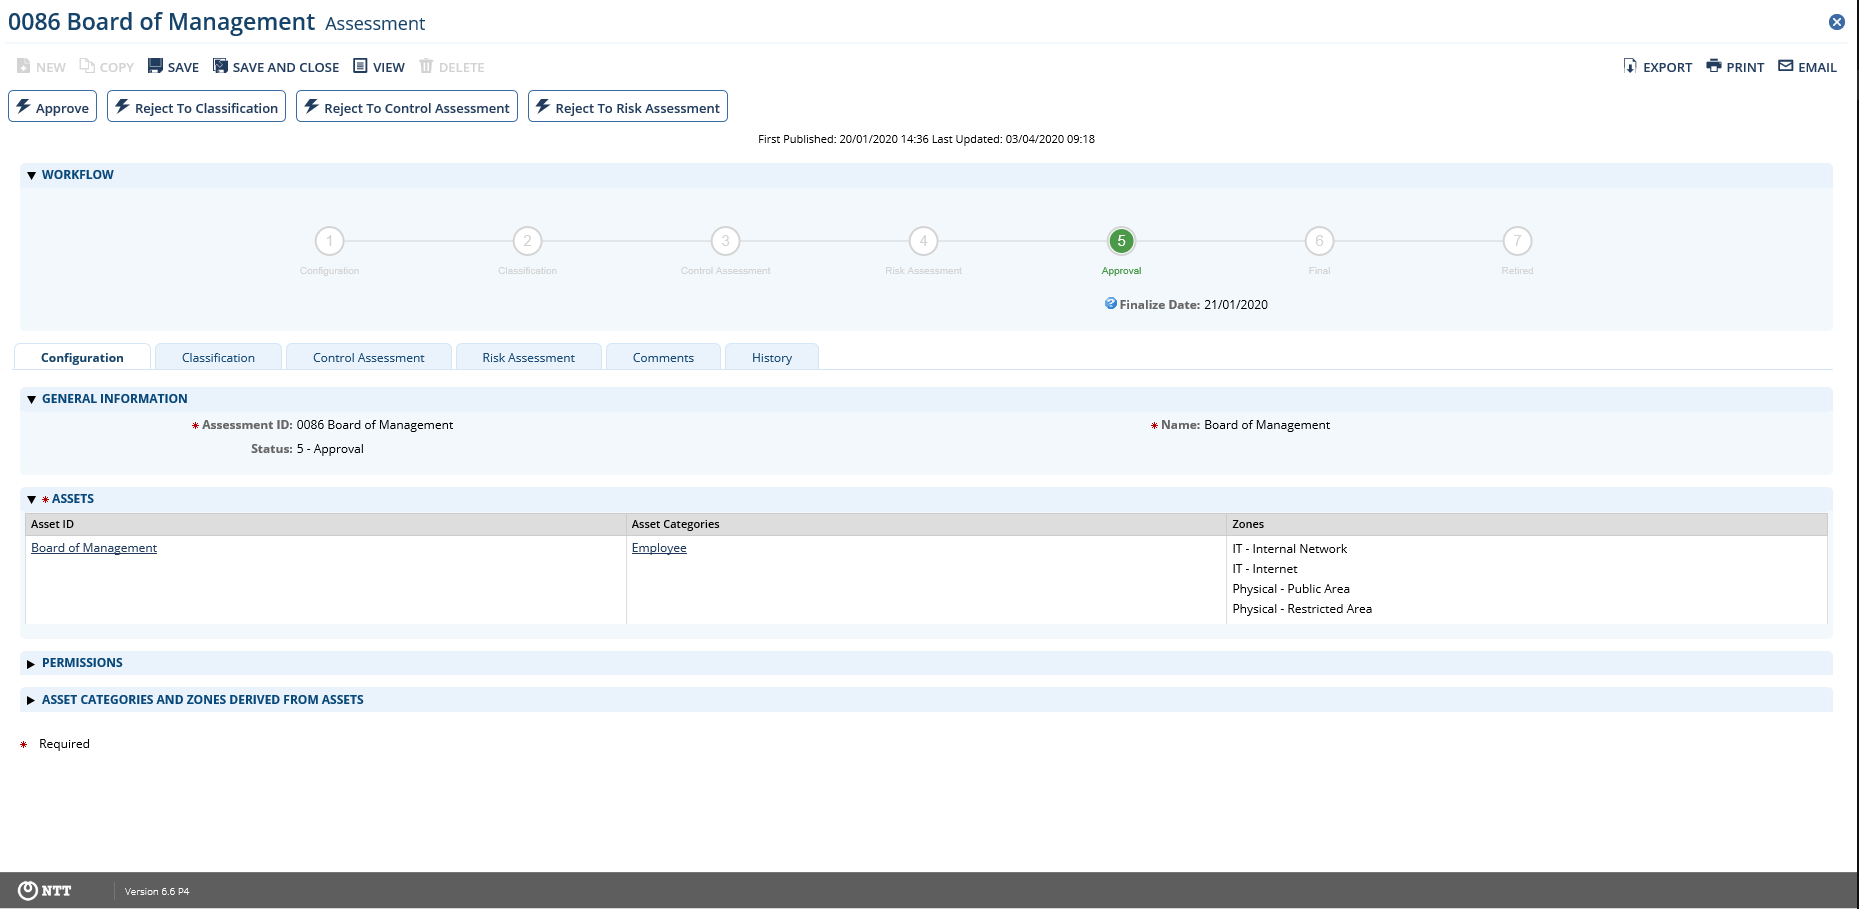 0086 Board of Management Assessment
NEW COPY SAVE SAVE AND CLOSE VIEW DELETE EXPORT PRINT EMAIL
Approve Reject To Classification Reject To Control Assessment Reject To Risk Assessment
First Published: 20/01/2020 14:36 Last Updated: 03/04/2020 09:18
WORKFLOW
1 2 3 4 5 6 7
Configuration Classification Control Assessment Risk Assessment Approval Final Retired
Finalize Date: 21/01/2020
Configuration Classification Control Assessment Risk Assessment Comments History
GENERAL INFORMATION
* Assessment ID: 0086 Board of Management * Name: Board of Management
Status: 5 - Approval
* ASSETS
Asset ID Asset Categories Zones
Board of Management Employee IT - Internal Network
IT - Internet
Physical - Public Area
Physical - Restricted Area
PERMISSIONS
ASSET CATEGORIES AND ZONES DERIVED FROM ASSETS
* Required
NTT Version 6.6 P4